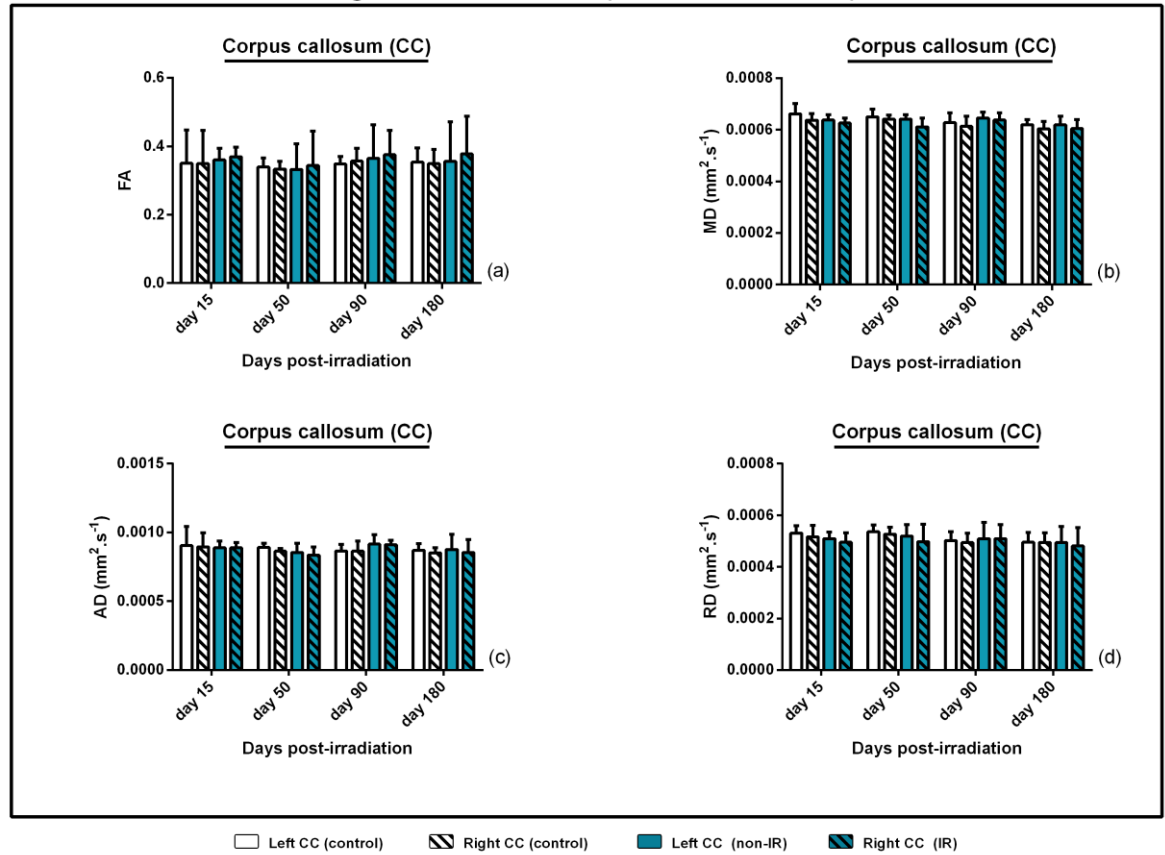 Corpus callosum (CC)
0.6
0.4
0.2
0.0
FA
day 15
day 50
day 90
day 180
Days post-irradiation
(a)
Corpus callosum (CC)
0.0008
0.0006
0.0004
0.0002
0.0000
MD (mm².s⁻¹)
day 15
day 50
day 90
day 180
Days post-irradiation
(b)
Corpus callosum (CC)
0.0015
0.0010
0.0005
0.0000
AD (mm².s⁻¹)
day 15
day 50
day 90
day 180
Days post-irradiation
(c)
Corpus callosum (CC)
0.0008
0.0006
0.0004
0.0002
0.0000
RD (mm².s⁻¹)
day 15
day 50
day 90
day 180
Days post-irradiation
(d)
Left CC (control) Right CC (control) Left CC (non-IR) Right CC (IR)